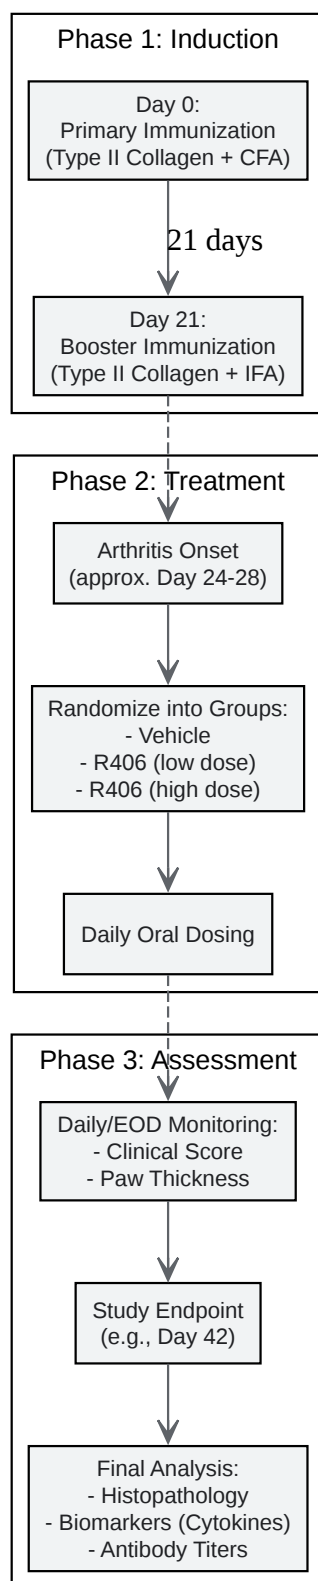 Phase 1: Induction
Day 0:
Primary Immunization
(Type II Collagen + CFA)
21 days
Day 21:
Booster Immunization
(Type II Collagen + IFA)
Phase 2: Treatment
Arthritis Onset
(approx. Day 24-28)
Randomize into Groups:
- Vehicle
- R406 (low dose)
- R406 (high dose)
Daily Oral Dosing
Phase 3: Assessment
Daily/EOD Monitoring:
- Clinical Score
- Paw Thickness
Study Endpoint
(e.g., Day 42)
Final Analysis:
- Histopathology
- Biomarkers (Cytokines)
- Antibody Titers